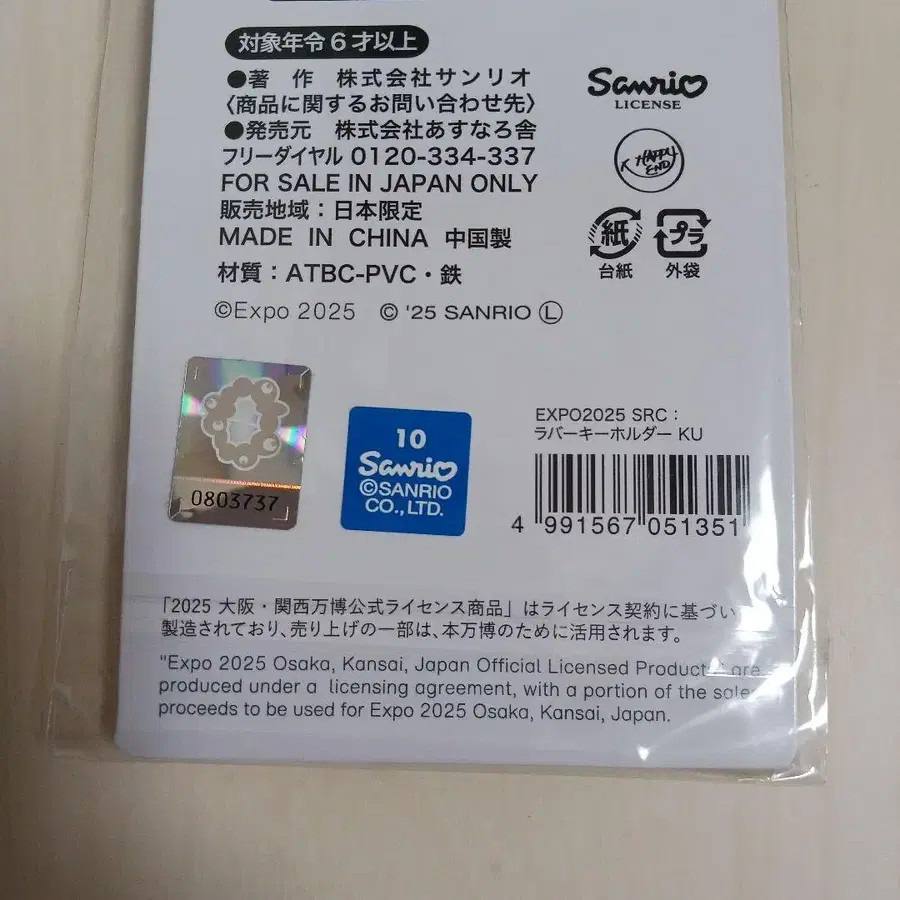 対象年令6才以上
●著 作 株式会社サンリオ
〈商品に関するお問い合わせ先〉
●発売元 株式会社あすなろ舎
フリーダイヤル 0120-334-337
FOR SALE IN JAPAN ONLY
販売地域：日本限定
MADE IN CHINA 中国製
材質：ATBC-PVC・鉄
©Expo 2025 © '25 SANRIO Ⓛ
Sanrio
LICENSE
K HAPPY
END
紙
台紙
プラ
外袋
0803737
10
Sanrio
©SANRIO
CO.,LTD.
EXPO2025 SRC：
ラバーキーホルダー KU
4 991567 051351
「2025 大阪・関西万博公式ライセンス商品」はライセンス契約に基づい
製造されており、売り上げの一部は、本万博のために活用されます。
"Expo 2025 Osaka, Kansai, Japan Official Licensed Products" are
produced under a licensing agreement, with a portion of the sales
proceeds to be used for Expo 2025 Osaka, Kansai, Japan.